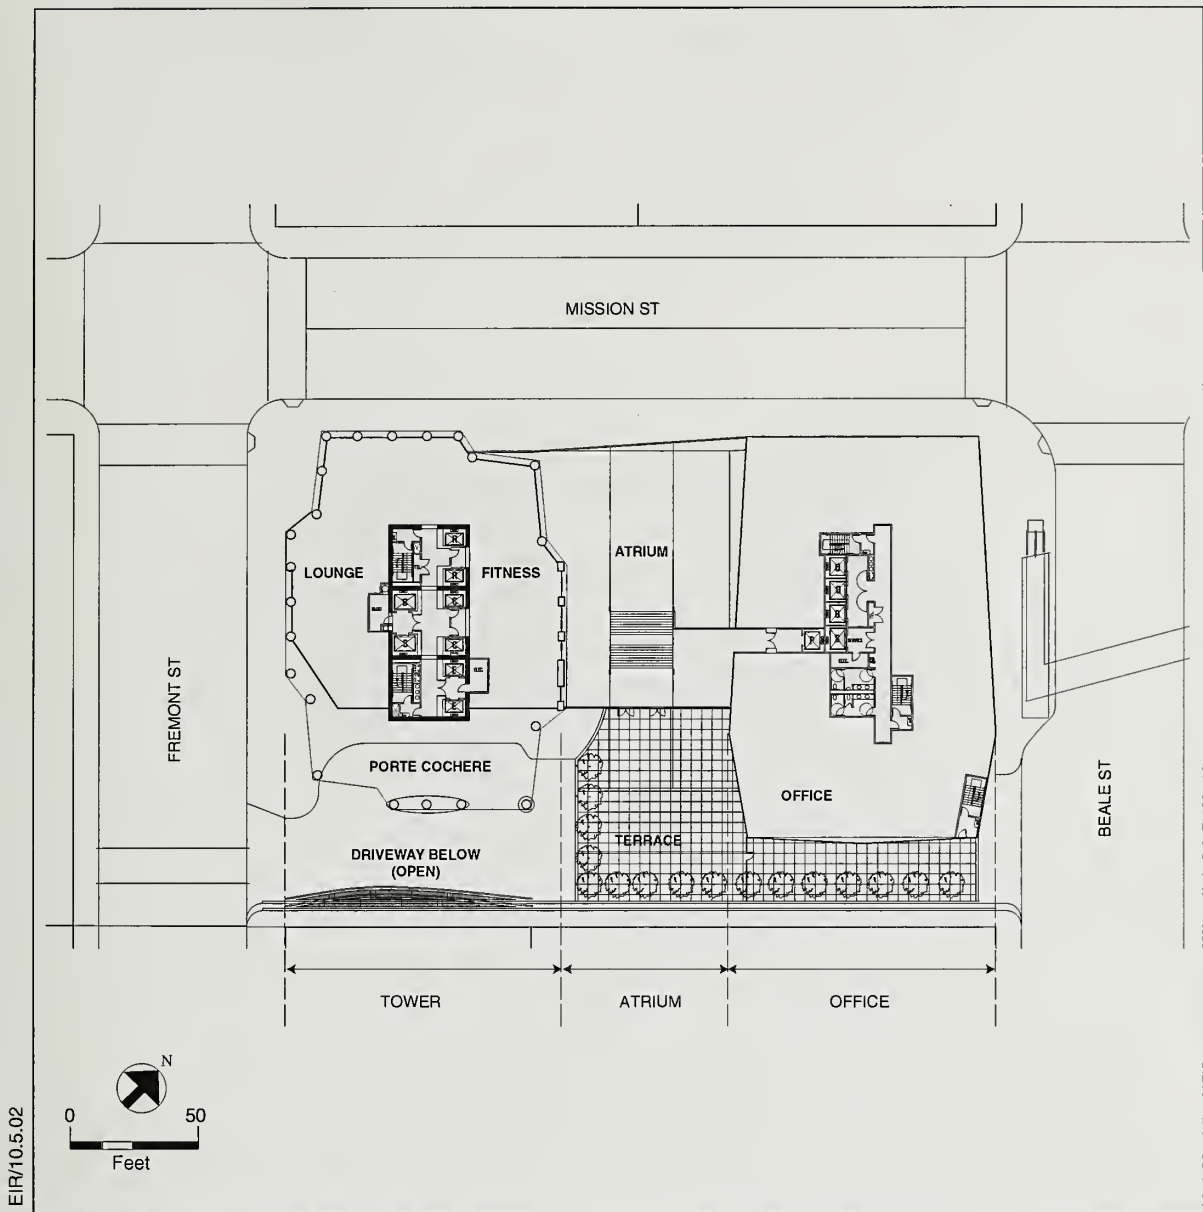 MISSION ST
ATRIUM
LOUNGE
FITNESS
FREMONT ST
PORTE COCHERE
OFFICE
BEALE ST
TERRACE
DRIVEWAY BELOW
(OPEN)
TOWER
ATRIUM
OFFICE
N
0
50
Feet
EIR/10.5.02